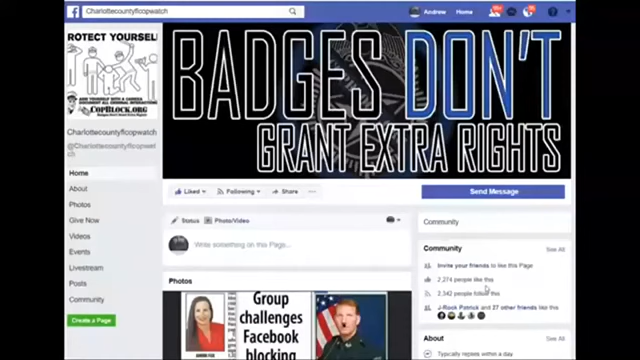 Charlottecountyflcopwatch
Andrew
Home
ROTECT YOURSELF
COPBLOCK.ORG
BADGES DON'T
GRANT EXTRA RIGHTS
Charlottecountyflcopwatch
@Charlottecountyflcopwatch
Liked
Following
Share
Send Message
Home
About
Photos
Give Now
Videos
Events
Livestream
Posts
Community
Create a Page
Status
Photo/Video
Write something on this Page...
Photos
Group
challenges
Facebook
blocking
Community
Community
See All
Invite your friends to like this Page
2,274 people like this
2,342 people follow this
J-Rook Patrick and 27 other friends like this
About
See All
Typically replies within a day